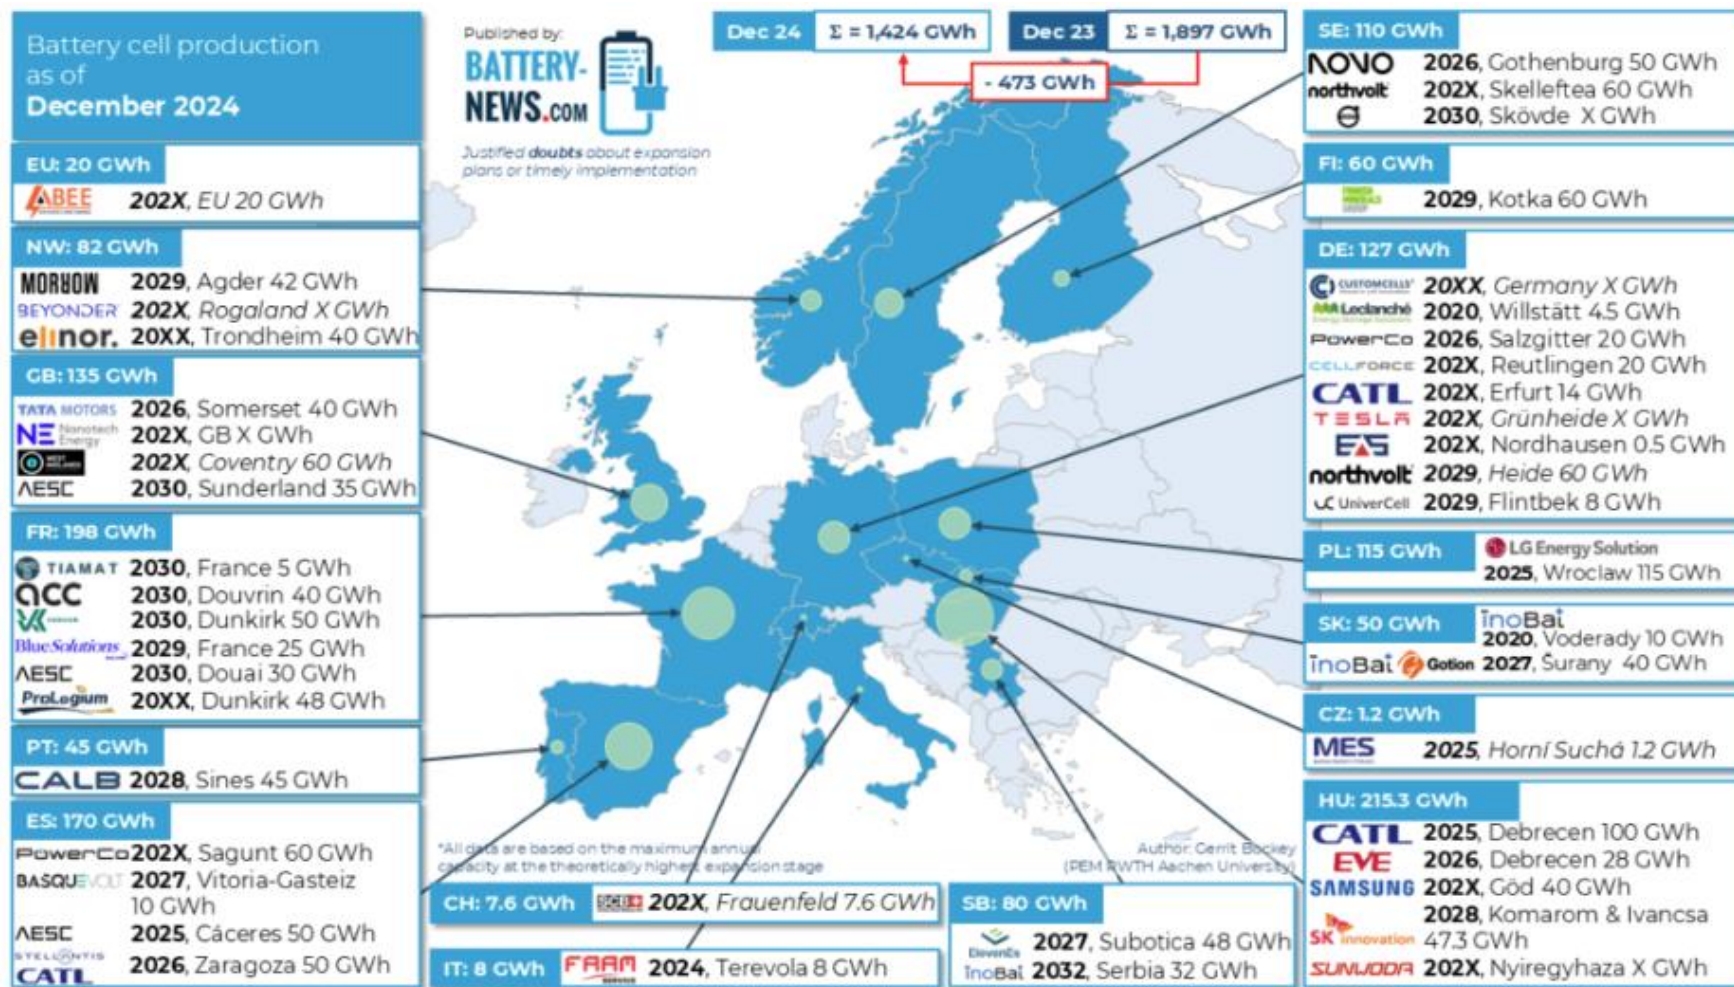 Battery cell production
as of
December 2024
Published by:
BATTERY-
NEWS.COM
Justified doubts about expansion
plans or timely implementation
Dec 24 Σ = 1,424 GWh Dec 23 Σ = 1,897 GWh
- 473 GWh
EU: 20 GWh
ABEE 202X, EU 20 GWh
NW: 82 GWh
MORROW 2029, Agder 42 GWh
BEYONDER 202X, Rogaland X GWh
elinor. 20XX, Trondheim 40 GWh
GB: 135 GWh
TATA MOTORS 2026, Somerset 40 GWh
NE Nanotech Energy 202X, GB X GWh
WEST MIDLANDS 202X, Coventry 60 GWh
AESC 2030, Sunderland 35 GWh
FR: 198 GWh
TIAMAT 2030, France 5 GWh
acc 2030, Douvrin 40 GWh
2030, Dunkirk 50 GWh
BlueSolutions 2029, France 25 GWh
AESC 2030, Douai 30 GWh
ProLogium 20XX, Dunkirk 48 GWh
PT: 45 GWh
CALB 2028, Sines 45 GWh
ES: 170 GWh
PowerCo 202X, Sagunt 60 GWh
BASQUEVOLT 2027, Vitoria-Gasteiz
10 GWh
AESC 2025, Cáceres 50 GWh
STELLANTIS
CATL 2026, Zaragoza 50 GWh
*All data are based on the maximum annual
capacity at the theoretically highest expansion stage
Author: Gerrit Bockey
(PEM RWTH Aachen University)
CH: 7.6 GWh SCB 202X, Frauenfeld 7.6 GWh
IT: 8 GWh FAAM 2024, Terevola 8 GWh
SB: 80 GWh
ElevenEs 2027, Subotica 48 GWh
InoBat 2032, Serbia 32 GWh
SE: 110 GWh
NOVO 2026, Gothenburg 50 GWh
northvolt 202X, Skelleftea 60 GWh
2030, Skövde X GWh
FI: 60 GWh
2029, Kotka 60 GWh
DE: 127 GWh
CUSTOMCELLS 20XX, Germany X GWh
Leclanché 2020, Willstätt 4.5 GWh
PowerCo 2026, Salzgitter 20 GWh
CELLFORCE 202X, Reutlingen 20 GWh
CATL 202X, Erfurt 14 GWh
TESLA 202X, Grünheide X GWh
EAS 202X, Nordhausen 0.5 GWh
northvolt 2029, Heide 60 GWh
UniverCell 2029, Flintbek 8 GWh
PL: 115 GWh LG Energy Solution
2025, Wroclaw 115 GWh
SK: 50 GWh InoBat
2020, Voderady 10 GWh
InoBat Gotion 2027, Šurany 40 GWh
CZ: 1.2 GWh
MES 2025, Horní Suchá 1.2 GWh
HU: 215.3 GWh
CATL 2025, Debrecen 100 GWh
EVE 2026, Debrecen 28 GWh
SAMSUNG 202X, Göd 40 GWh
SK innovation 2028, Komarom & Ivancsa
47.3 GWh
SUNWODA 202X, Nyiregyhaza X GWh